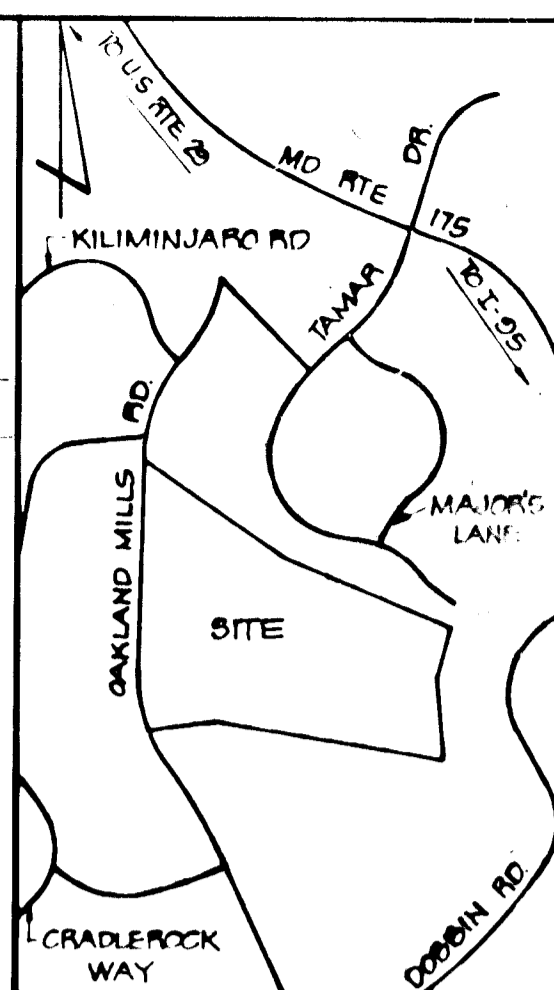 TO U.S RTE 29
MD RTE 175
DR.
KILIMINJARO RD
TAMAR
TO I-95
RD.
OAKLAND MILLS
MAJOR'S
LANE
SITE
DOBBIN RD.
CRADLEROCK
WAY